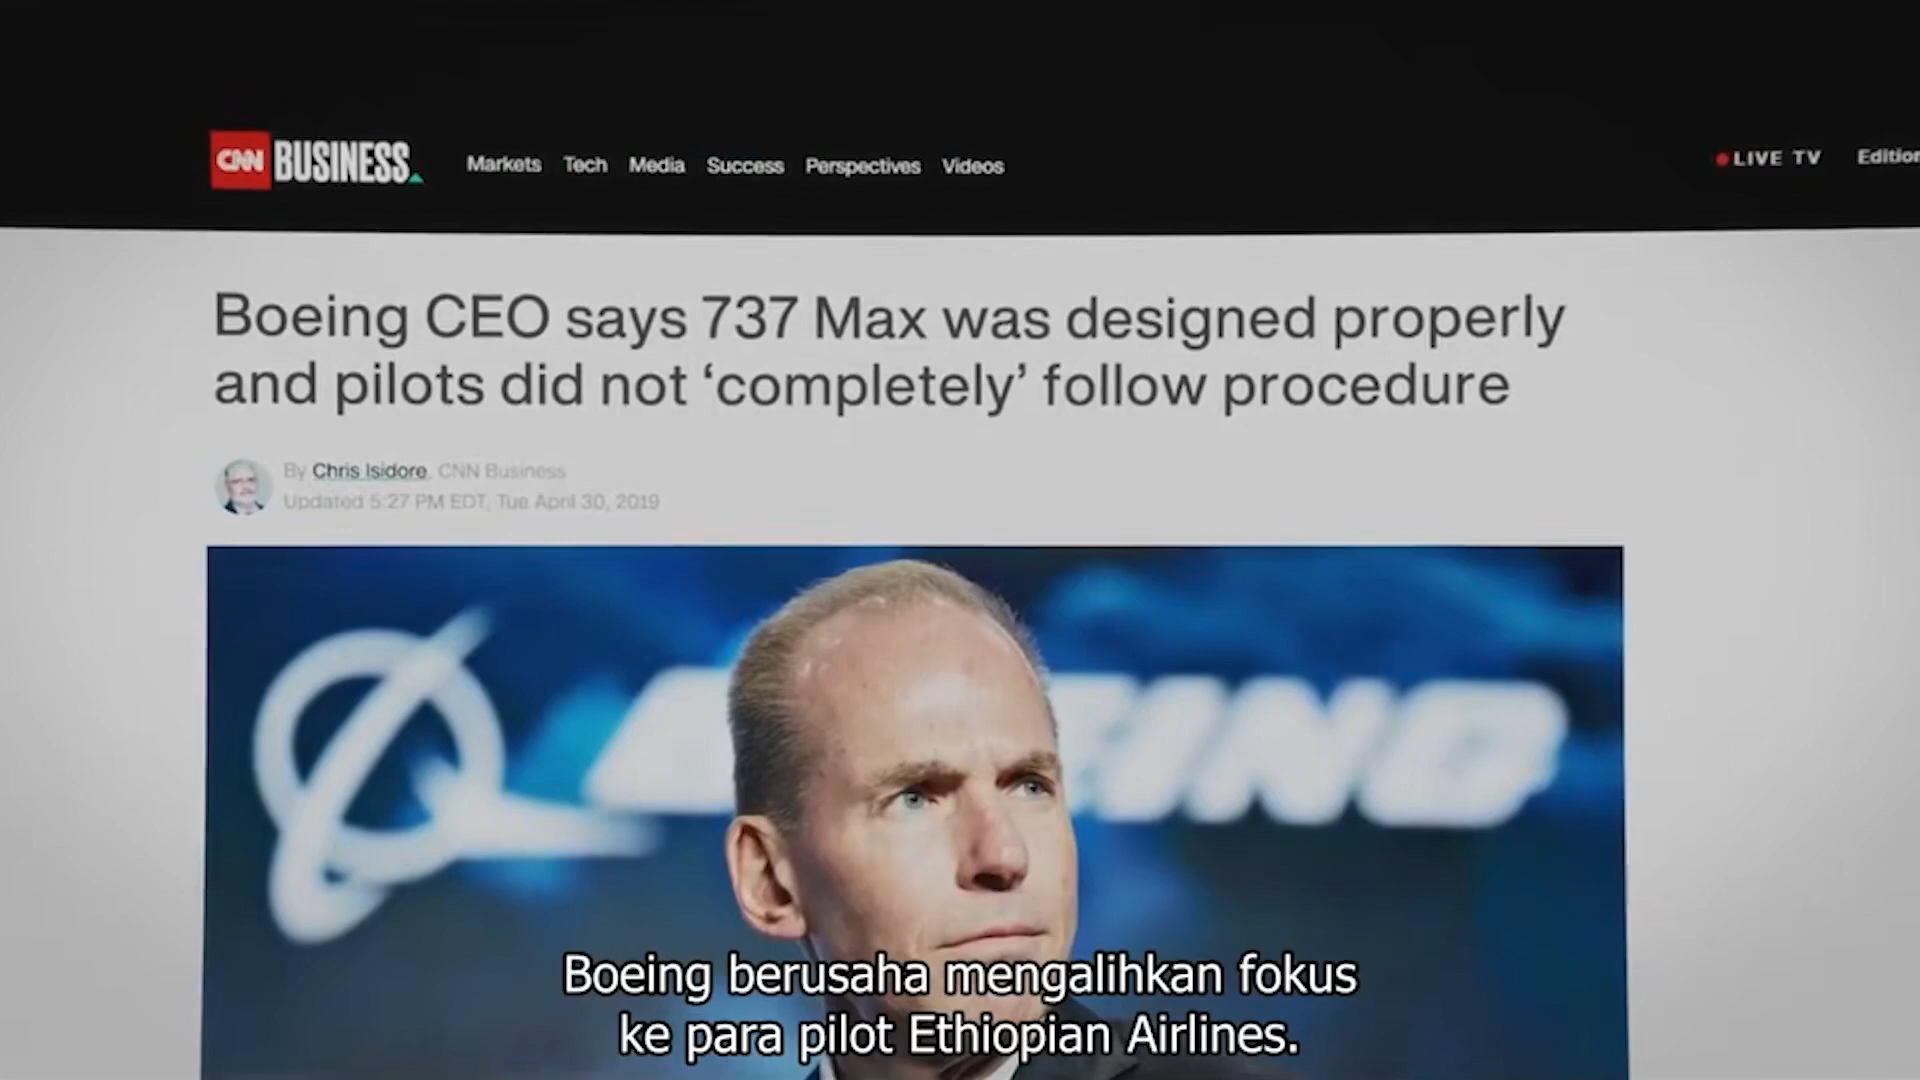 CNN BUSINESS Markets Tech Media Success Perspectives Videos LIVE TV Edition
Boeing CEO says 737 Max was designed properly
and pilots did not ‘completely’ follow procedure
By Chris Isidore, CNN Business
Updated 5:27 PM EDT, Tue April 30, 2019
Boeing berusaha mengalihkan fokus
ke para pilot Ethiopian Airlines.